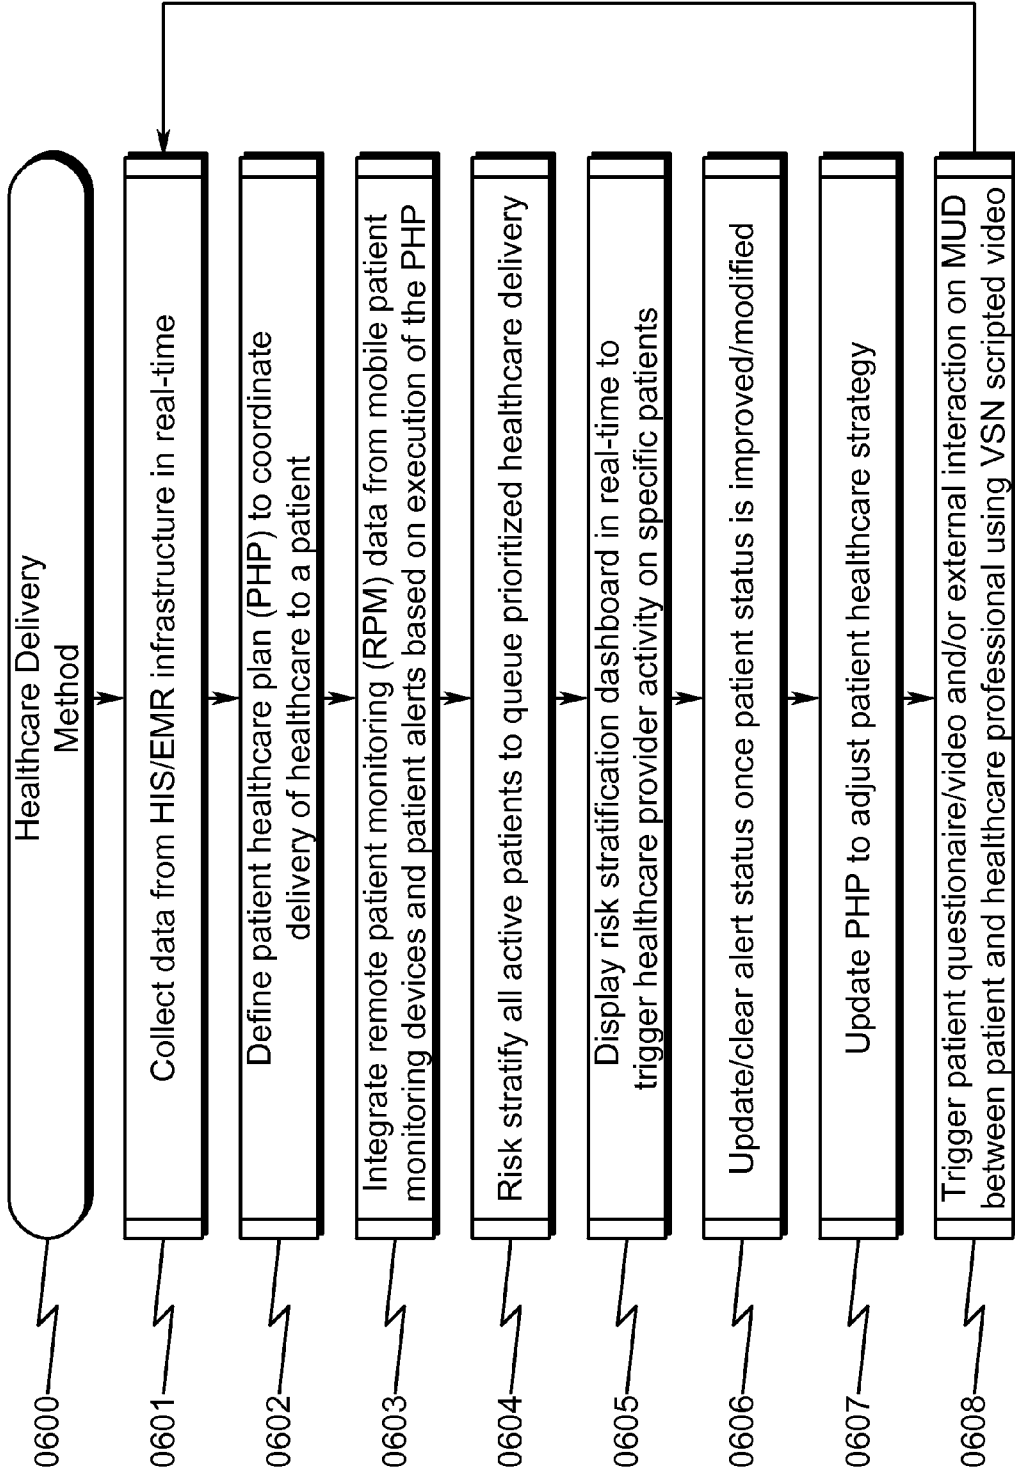 0600
Healthcare Delivery
Method
0601
Collect data from HIS/EMR infrastructure in real-time
0602
Define patient healthcare plan (PHP) to coordinate
delivery of healthcare to a patient
0603
Integrate remote patient monitoring (RPM) data from mobile patient
monitoring devices and patient alerts based on execution of the PHP
0604
Risk stratify all active patients to queue prioritized healthcare delivery
0605
Display risk stratification dashboard in real-time to
trigger healthcare provider activity on specific patients
0606
Update/clear alert status once patient status is improved/modified
0607
Update PHP to adjust patient healthcare strategy
0608
Trigger patient questionaire/video and/or external interaction on MUD
between patient and healthcare professional using VSN scripted video